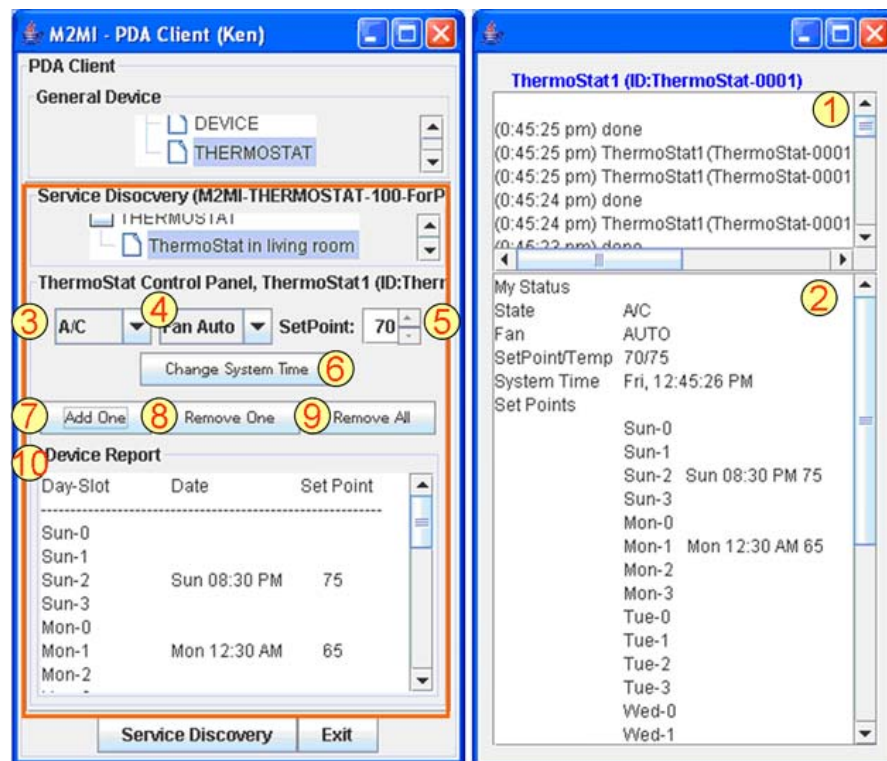 M2MI - PDA Client (Ken)
PDA Client
General Device
DEVICE
THERMOSTAT
Service Disocvery (M2MI-THERMOSTAT-100-ForP
THERMOSTAT
ThermoStat in living room
ThermoStat Control Panel, ThermoStat1 (ID:Therr
3 A/C 4 Fan Auto SetPoint: 70 5
Change System Time 6
7 Add One 8 Remove One 9 Remove All
10 Device Report
Day-Slot Date Set Point
--------------------------------------------------------------------
Sun-0
Sun-1
Sun-2 Sun 08:30 PM 75
Sun-3
Mon-0
Mon-1 Mon 12:30 AM 65
Mon-2
Service Discovery Exit
ThermoStat1 (ID:ThermoStat-0001)
1
(0:45:25 pm) done
(0:45:25 pm) ThermoStat1(ThermoStat-0001
(0:45:25 pm) ThermoStat1(ThermoStat-0001
(0:45:24 pm) done
(0:45:24 pm) ThermoStat1(ThermoStat-0001
(0:45:23 pm) done
My Status 2
State A/C
Fan AUTO
SetPoint/Temp 70/75
System Time Fri, 12:45:26 PM
Set Points
Sun-0
Sun-1
Sun-2 Sun 08:30 PM 75
Sun-3
Mon-0
Mon-1 Mon 12:30 AM 65
Mon-2
Mon-3
Tue-0
Tue-1
Tue-2
Tue-3
Wed-0
Wed-1